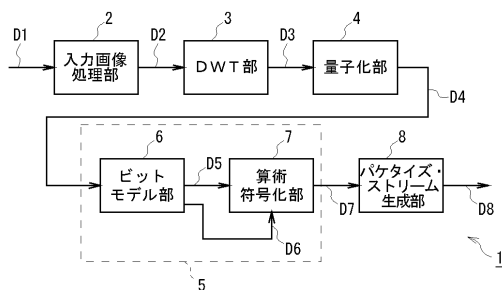 2
3
4
D1
入力画像
処理部
D2
DWT部
D3
量子化部
D4
6
7
8
ビット
モデル部
D5
算術
符号化部
D6
D7
パケタイズ・
ストリーム
生成部
D8
5
1